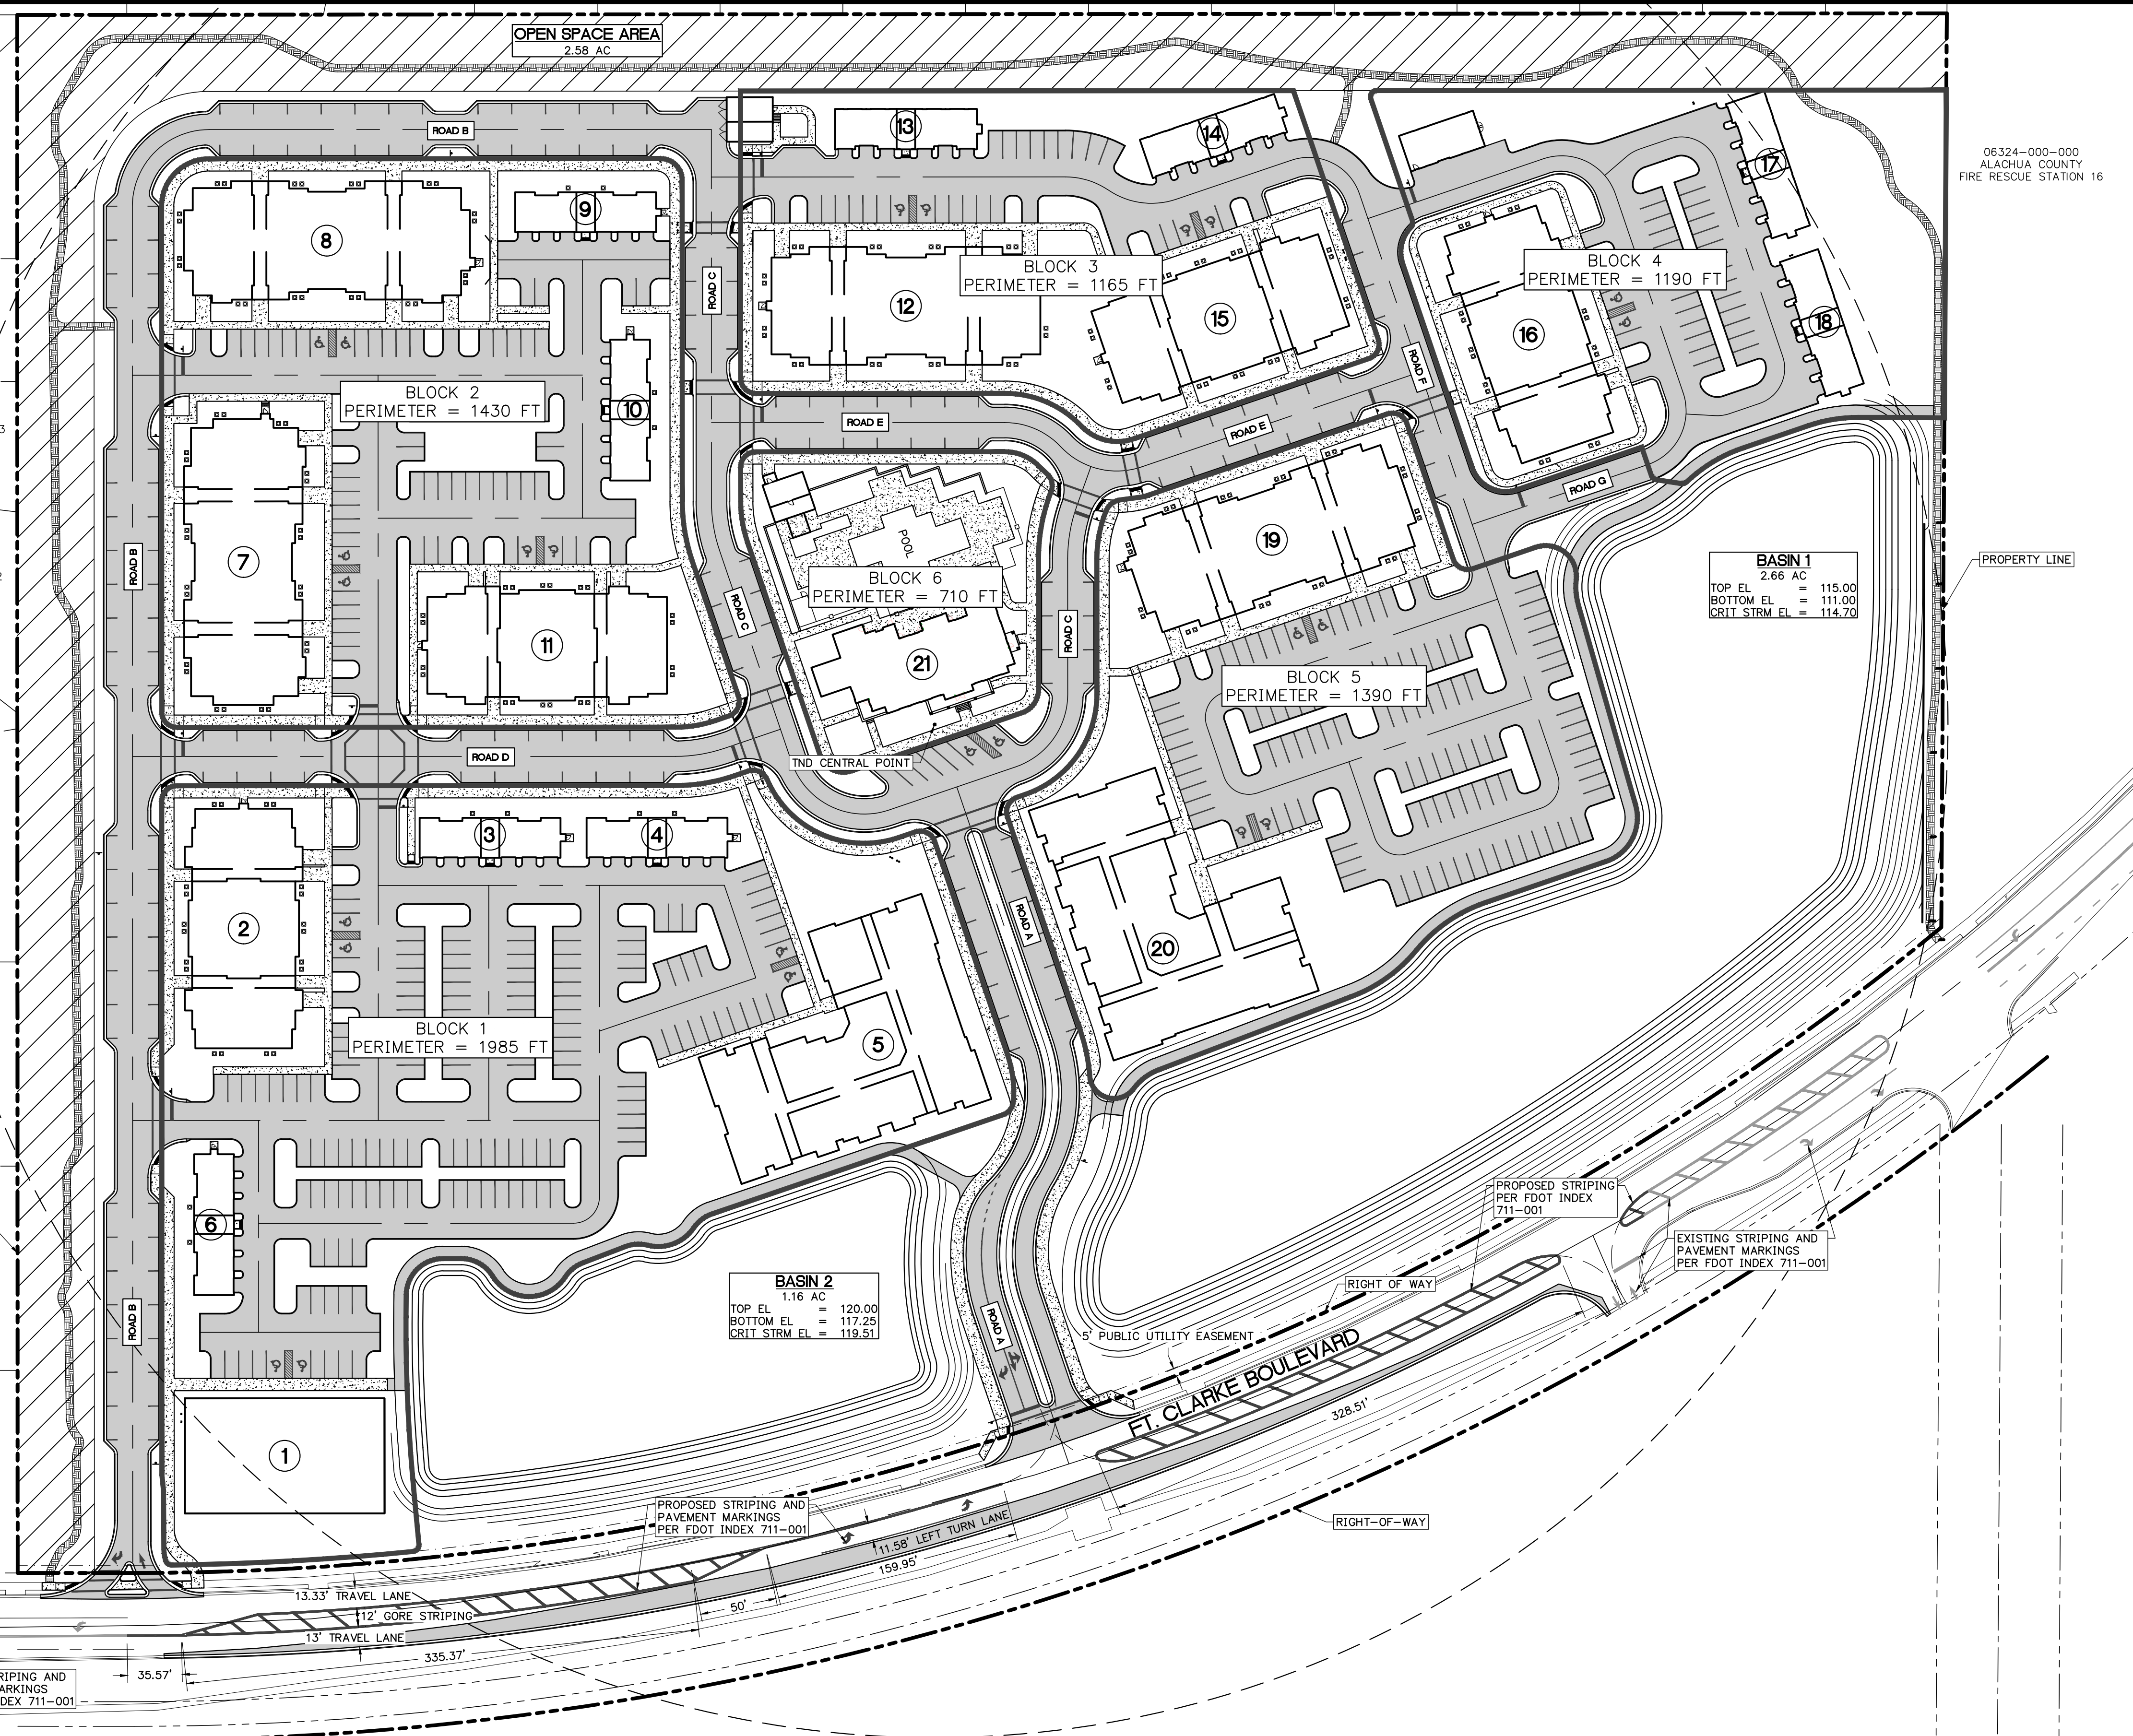 OPEN SPACE AREA
2.58 AC
ROAD B
13
14
17
06324-000-000
ALACHUA COUNTY
FIRE RESCUE STATION 16
8
9
ROAD C
12
BLOCK 3
PERIMETER = 1165 FT
15
BLOCK 4
PERIMETER = 1190 FT
16
18
ROAD F
BLOCK 2
PERIMETER = 1430 FT
10
ROAD E
ROAD E
ROAD G
7
ROAD B
11
ROAD C
POOL
BLOCK 6
PERIMETER = 710 FT
21
ROAD C
19
BASIN 1
2.66 AC
TOP EL = 115.00
BOTTOM EL = 111.00
CRIT STRM EL = 114.70
PROPERTY LINE
BLOCK 5
PERIMETER = 1390 FT
ROAD D
TND CENTRAL POINT
3
4
2
ROAD A
20
BLOCK 1
PERIMETER = 1985 FT
5
6
ROAD B
BASIN 2
1.16 AC
TOP EL = 120.00
BOTTOM EL = 117.25
CRIT STRM EL = 119.51
ROAD A
PROPOSED STRIPING
PER FDOT INDEX
711-001
EXISTING STRIPING AND
PAVEMENT MARKINGS
PER FDOT INDEX 711-001
RIGHT OF WAY
5' PUBLIC UTILITY EASEMENT
FT. CLARKE BOULEVARD
328.51'
1
PROPOSED STRIPING AND
PAVEMENT MARKINGS
PER FDOT INDEX 711-001
RIGHT-OF-WAY
11.58' LEFT TURN LANE
159.95'
50'
13.33' TRAVEL LANE
12' GORE STRIPING
13' TRAVEL LANE
335.37'
35.57'
RIPING AND
ARKINGS
DEX 711-001